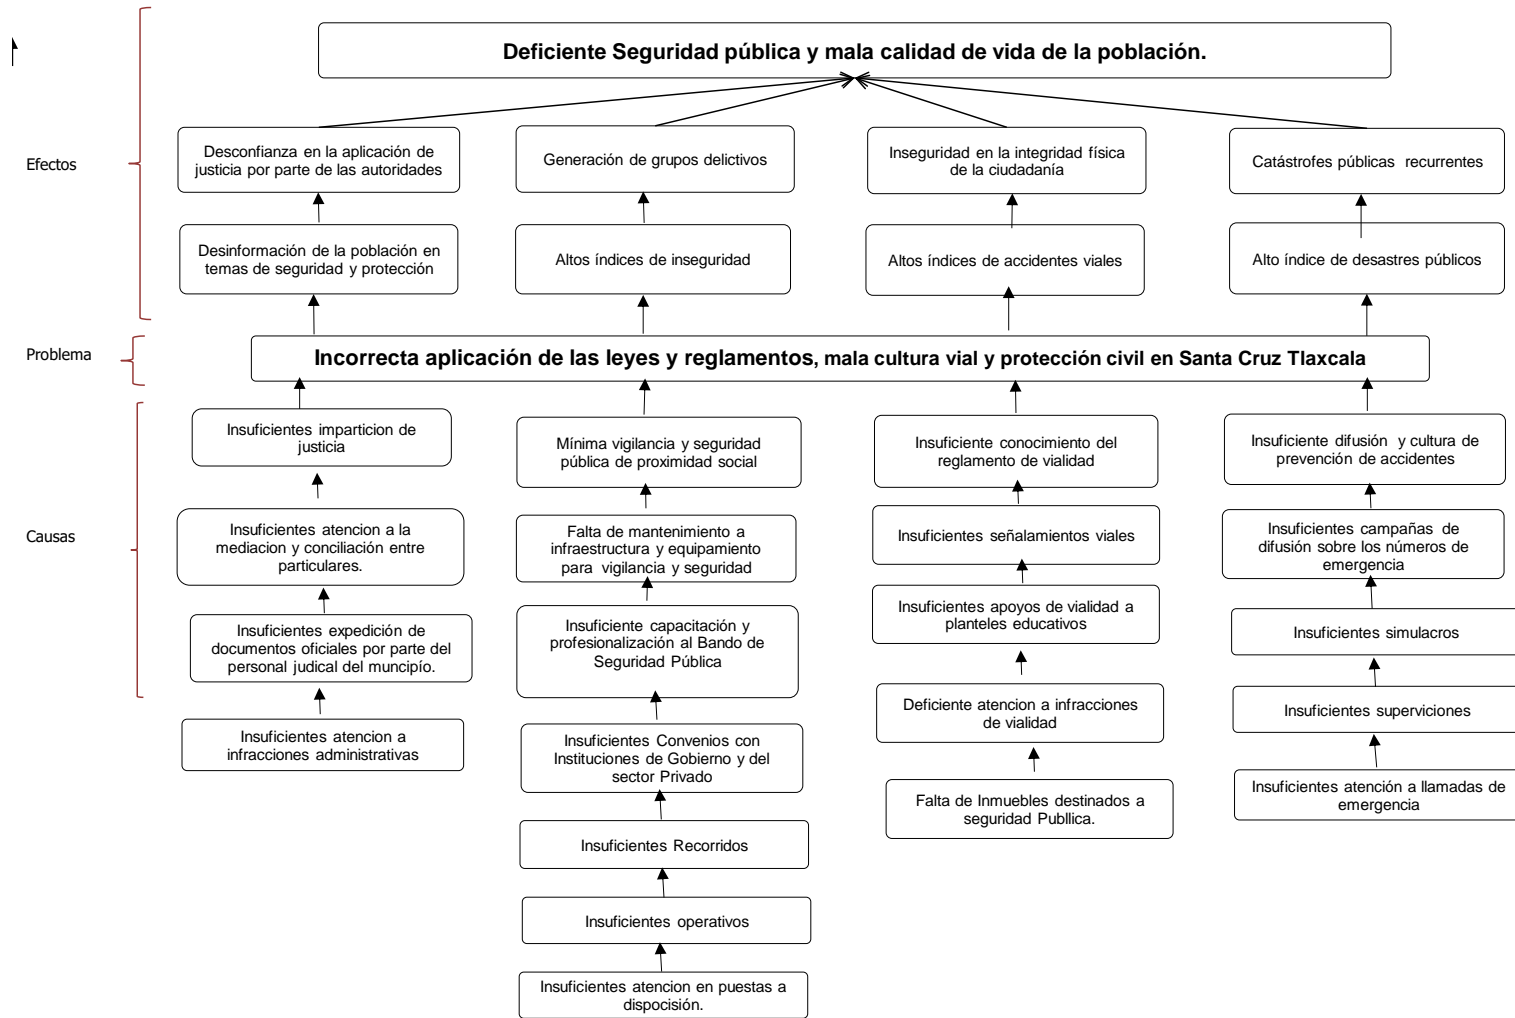 Deficiente Seguridad pública y mala calidad de vida de la población.
Efectos
Desconfianza en la aplicación de
justicia por parte de las autoridades
Generación de grupos delictivos
Inseguridad en la integridad física
de la ciudadanía
Catástrofes públicas recurrentes
Desinformación de la población en
temas de seguridad y protección
Altos índices de inseguridad
Altos índices de accidentes viales
Alto índice de desastres públicos
Problema
Incorrecta aplicación de las leyes y reglamentos, mala cultura vial y protección civil en Santa Cruz Tlaxcala
Causas
Insuficientes imparticion de
justicia
Mínima vigilancia y seguridad
pública de proximidad social
Insuficiente conocimiento del
reglamento de vialidad
Insuficiente difusión y cultura de
prevención de accidentes
Insuficientes atencion a la
mediacion y conciliación entre
particulares.
Falta de mantenimiento a
infraestructura y equipamiento
para vigilancia y seguridad
Insuficientes señalamientos viales
Insuficientes campañas de
difusión sobre los números de
emergencia
Insuficientes expedición de
documentos oficiales por parte del
personal judical del muncipío.
Insuficiente capacitación y
profesionalización al Bando de
Seguridad Pública
Insuficientes apoyos de vialidad a
planteles educativos
Insuficientes simulacros
Insuficientes atencion a
infracciones administrativas
Insuficientes Convenios con
Instituciones de Gobierno y del
sector Privado
Deficiente atencion a infracciones
de vialidad
Insuficientes superviciones
Insuficientes Recorridos
Falta de Inmuebles destinados a
seguridad Publlica.
Insuficientes atención a llamadas de
emergencia
Insuficientes operativos
Insuficientes atencion en puestas a
dispocisión.